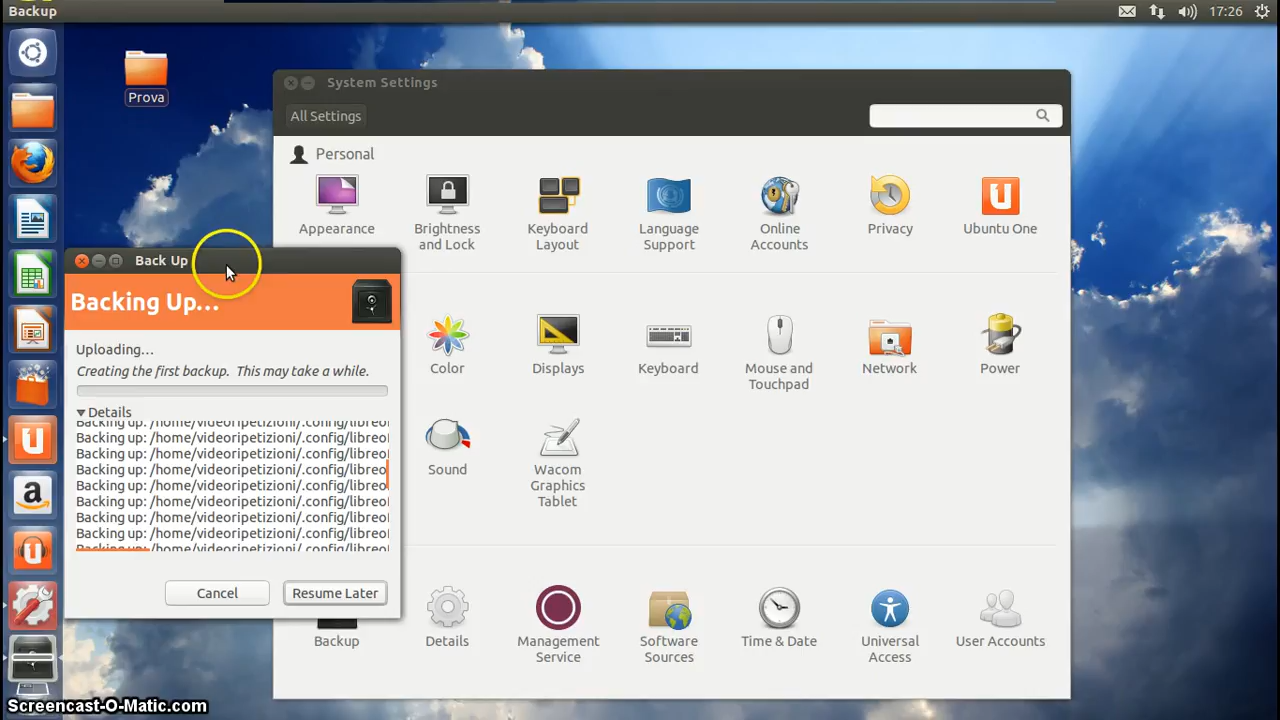 Backup
17:26
Prova
System Settings
All Settings
Personal
Appearance
Brightness and Lock
Keyboard Layout
Language Support
Online Accounts
Privacy
Ubuntu One
Back Up
Backing Up...
Uploading...
Creating the first backup. This may take a while.
Details
Backing up: /home/videoripetizioni/.config/libreo
Backing up: /home/videoripetizioni/.config/libreo
Backing up: /home/videoripetizioni/.config/libreo
Backing up: /home/videoripetizioni/.config/libreo
Backing up: /home/videoripetizioni/.config/libreo
Backing up: /home/videoripetizioni/.config/libreo
Backing up: /home/videoripetizioni/.config/libreo
Backing up: /home/videoripetizioni/.config/libreo
Backing up: /home/videoripetizioni/.config/libreo
Cancel
Resume Later
Color
Displays
Keyboard
Mouse and Touchpad
Network
Power
Sound
Wacom Graphics Tablet
Backup
Details
Management Service
Software Sources
Time & Date
Universal Access
User Accounts
Screencast-O-Matic.com